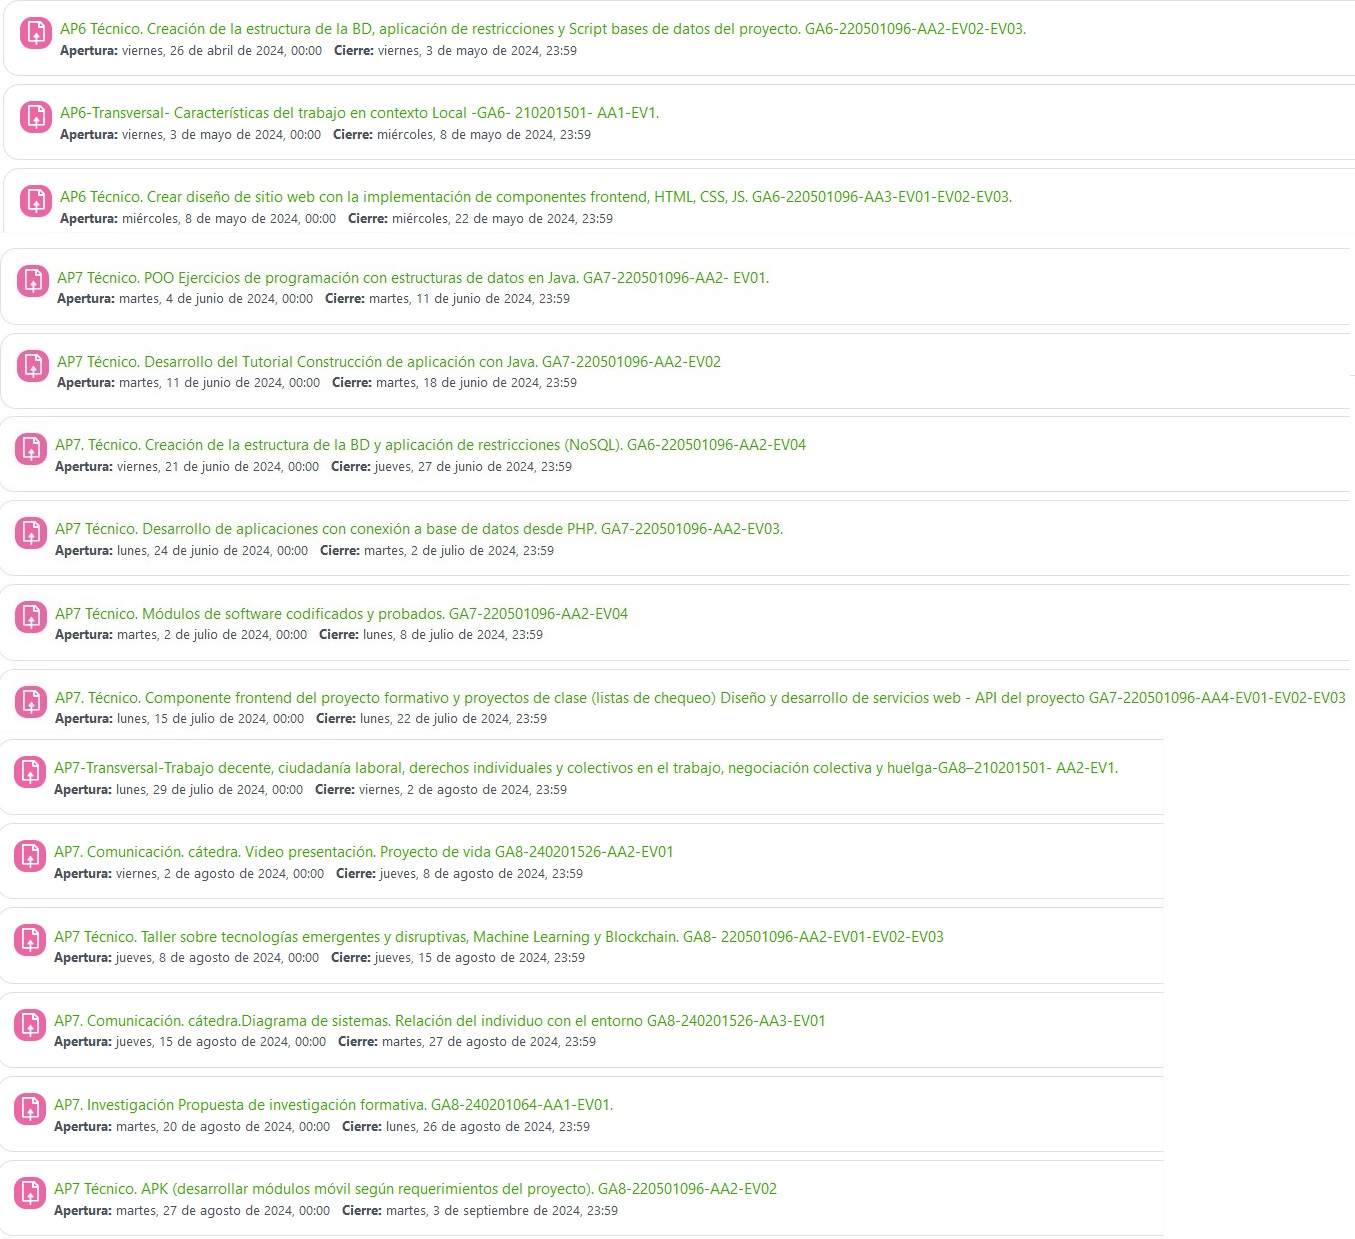 AP6 Técnico. Creación de la estructura de la BD, aplicación de restricciones y Script bases de datos del proyecto. GA6-220501096-AA2-EV02-EV03.
Apertura: viernes, 26 de abril de 2024, 00:00 Cierre: viernes, 3 de mayo de 2024, 23:59
AP6-Transversal- Características del trabajo en contexto Local -GA6- 210201501- AA1-EV1.
Apertura: viernes, 3 de mayo de 2024, 00:00 Cierre: miércoles, 8 de mayo de 2024, 23:59
AP6 Técnico. Crear diseño de sitio web con la implementación de componentes frontend, HTML, CSS, JS. GA6-220501096-AA3-EV01-EV02-EV03.
Apertura: miércoles, 8 de mayo de 2024, 00:00 Cierre: miércoles, 22 de mayo de 2024, 23:59
AP7 Técnico. POO Ejercicios de programación con estructuras de datos en Java. GA7-220501096-AA2- EV01.
Apertura: martes, 4 de junio de 2024, 00:00 Cierre: martes, 11 de junio de 2024, 23:59
AP7 Técnico. Desarrollo del Tutorial Construcción de aplicación con Java. GA7-220501096-AA2-EV02
Apertura: martes, 11 de junio de 2024, 00:00 Cierre: martes, 18 de junio de 2024, 23:59
AP7. Técnico. Creación de la estructura de la BD y aplicación de restricciones (NoSQL). GA6-220501096-AA2-EV04
Apertura: viernes, 21 de junio de 2024, 00:00 Cierre: jueves, 27 de junio de 2024, 23:59
AP7 Técnico. Desarrollo de aplicaciones con conexión a base de datos desde PHP. GA7-220501096-AA2-EV03.
Apertura: lunes, 24 de junio de 2024, 00:00 Cierre: martes, 2 de julio de 2024, 23:59
AP7 Técnico. Módulos de software codificados y probados. GA7-220501096-AA2-EV04
Apertura: martes, 2 de julio de 2024, 00:00 Cierre: lunes, 8 de julio de 2024, 23:59
AP7. Técnico. Componente frontend del proyecto formativo y proyectos de clase (listas de chequeo) Diseño y desarrollo de servicios web - API del proyecto GA7-220501096-AA4-EV01-EV02-EV03
Apertura: lunes, 15 de julio de 2024, 00:00 Cierre: lunes, 22 de julio de 2024, 23:59
AP7-Transversal-Trabajo decente, ciudadanía laboral, derechos individuales y colectivos en el trabajo, negociación colectiva y huelga-GA8–210201501- AA2-EV1.
Apertura: lunes, 29 de julio de 2024, 00:00 Cierre: viernes, 2 de agosto de 2024, 23:59
AP7. Comunicación. cátedra. Video presentación. Proyecto de vida GA8-240201526-AA2-EV01
Apertura: viernes, 2 de agosto de 2024, 00:00 Cierre: jueves, 8 de agosto de 2024, 23:59
AP7 Técnico. Taller sobre tecnologías emergentes y disruptivas, Machine Learning y Blockchain. GA8- 220501096-AA2-EV01-EV02-EV03
Apertura: jueves, 8 de agosto de 2024, 00:00 Cierre: jueves, 15 de agosto de 2024, 23:59
AP7. Comunicación. cátedra.Diagrama de sistemas. Relación del individuo con el entorno GA8-240201526-AA3-EV01
Apertura: jueves, 15 de agosto de 2024, 00:00 Cierre: martes, 27 de agosto de 2024, 23:59
AP7. Investigación Propuesta de investigación formativa. GA8-240201064-AA1-EV01.
Apertura: martes, 20 de agosto de 2024, 00:00 Cierre: lunes, 26 de agosto de 2024, 23:59
AP7 Técnico. APK (desarrollar módulos móvil según requerimientos del proyecto). GA8-220501096-AA2-EV02
Apertura: martes, 27 de agosto de 2024, 00:00 Cierre: martes, 3 de septiembre de 2024, 23:59